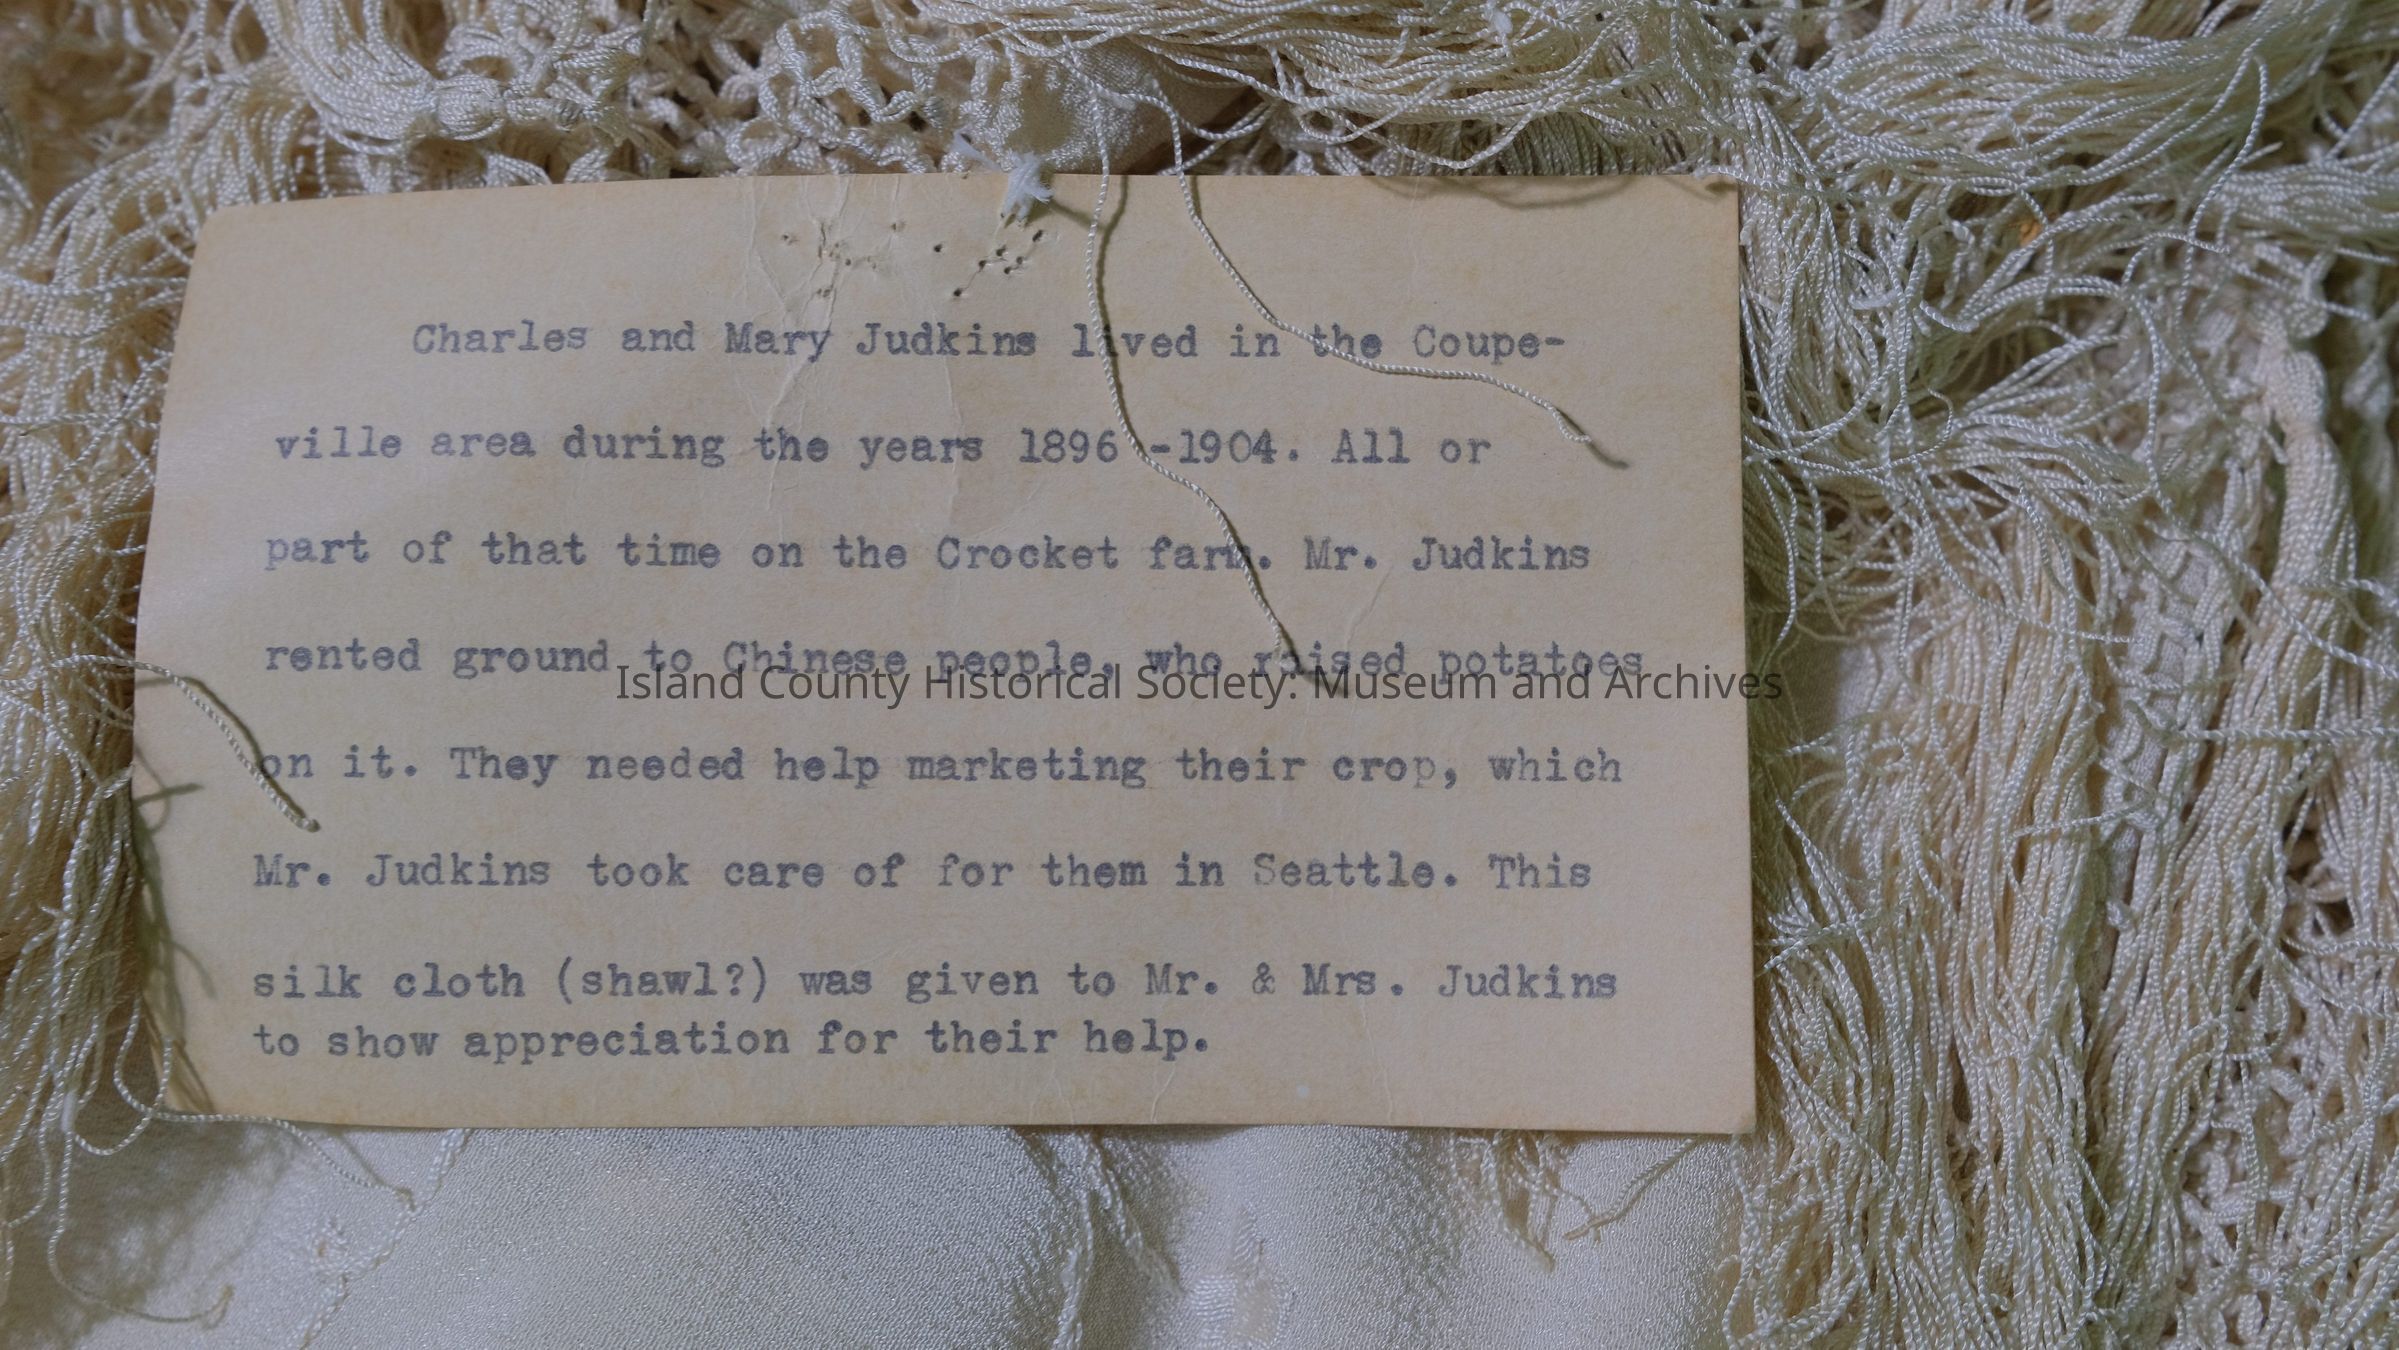 Charles and Mary Judkins lived in the Coupe-
ville area during the years 1896 -1904. All or
part of that time on the Crocket farm. Mr. Judkins
rented ground to Chinese people, who raised potatoes
Island County Historical Society: Museum and Archives
on it. They needed help marketing their crop, which
Mr. Judkins took care of for them in Seattle. This
silk cloth (shawl?) was given to Mr. & Mrs. Judkins
to show appreciation for their help.